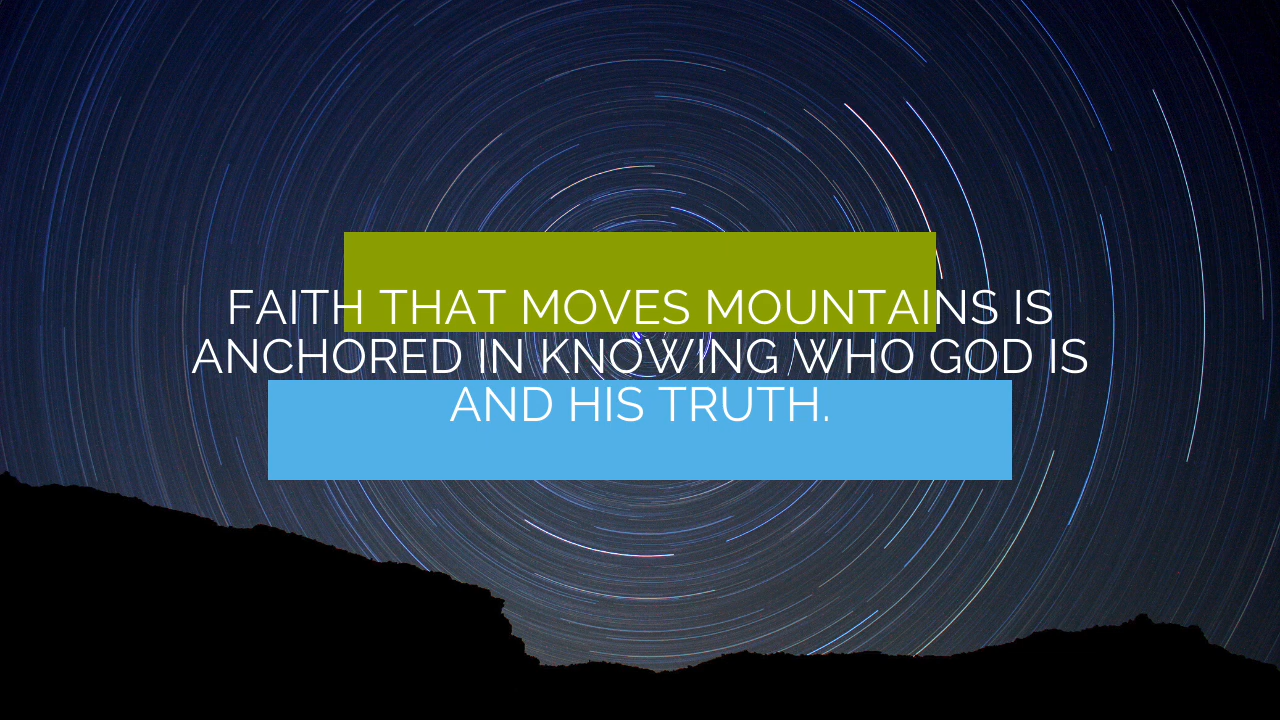 FAITH THAT MOVES MOUNTAINS IS
ANCHORED IN KNOWING WHO GOD IS
AND HIS TRUTH.